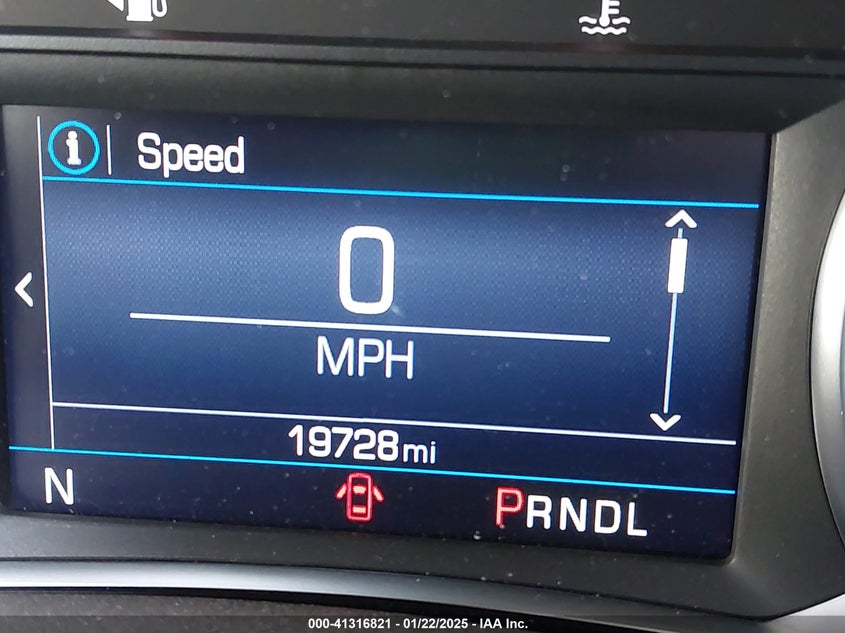 Speed
0
MPH
19728mi
N
PRNDL
000-41316821 - 01/22/2025 - IAA Inc.